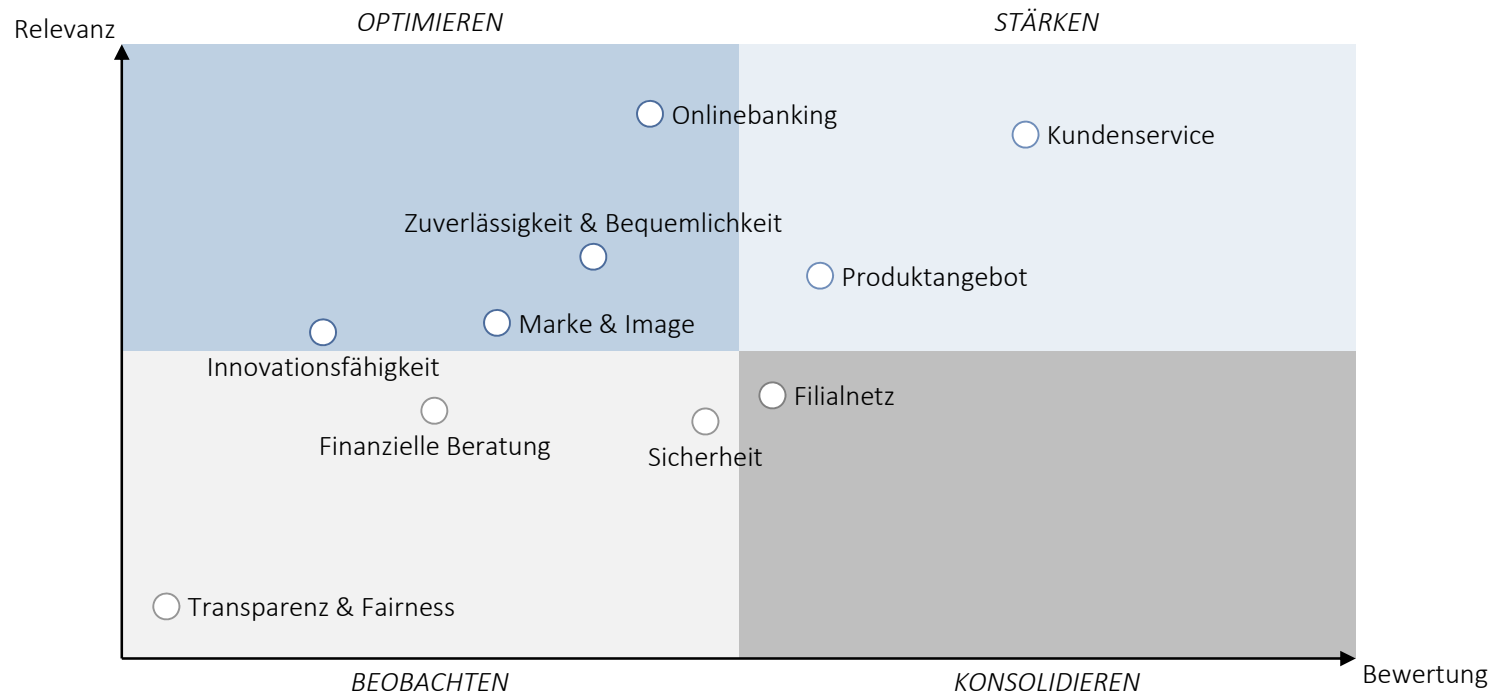 OPTIMIEREN
STÄRKEN
Relevanz
Onlinebanking
Kundenservice
Zuverlässigkeit & Bequemlichkeit
Produktangebot
Marke & Image
Innovationsfähigkeit
Filialnetz
Finanzielle Beratung
Sicherheit
Transparenz & Fairness
Bewertung
BEOBACHTEN
KONSOLIDIEREN